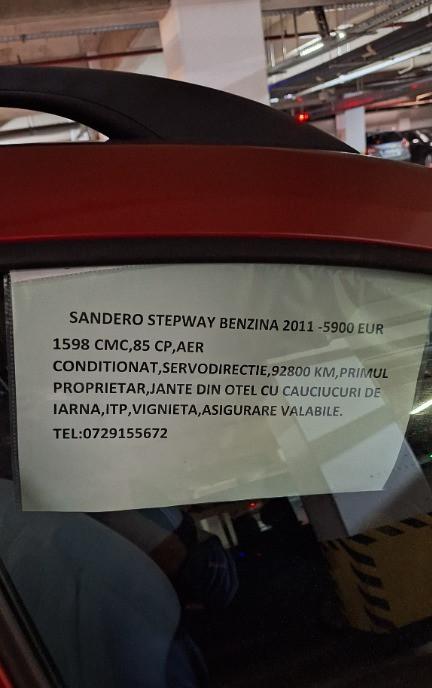 SANDERO STEPWAY BENZINA 2011 -5900 EUR
1598 CMC,85 CP,AER
CONDITIONAT,SERVODIRECTIE,92800 KM,PRIMUL
PROPRIETAR,JANTE DIN OTEL CU CAUCIUCURI DE
IARNA,ITP,VIGNIETA,ASIGURARE VALABILE.
TEL:0729155672